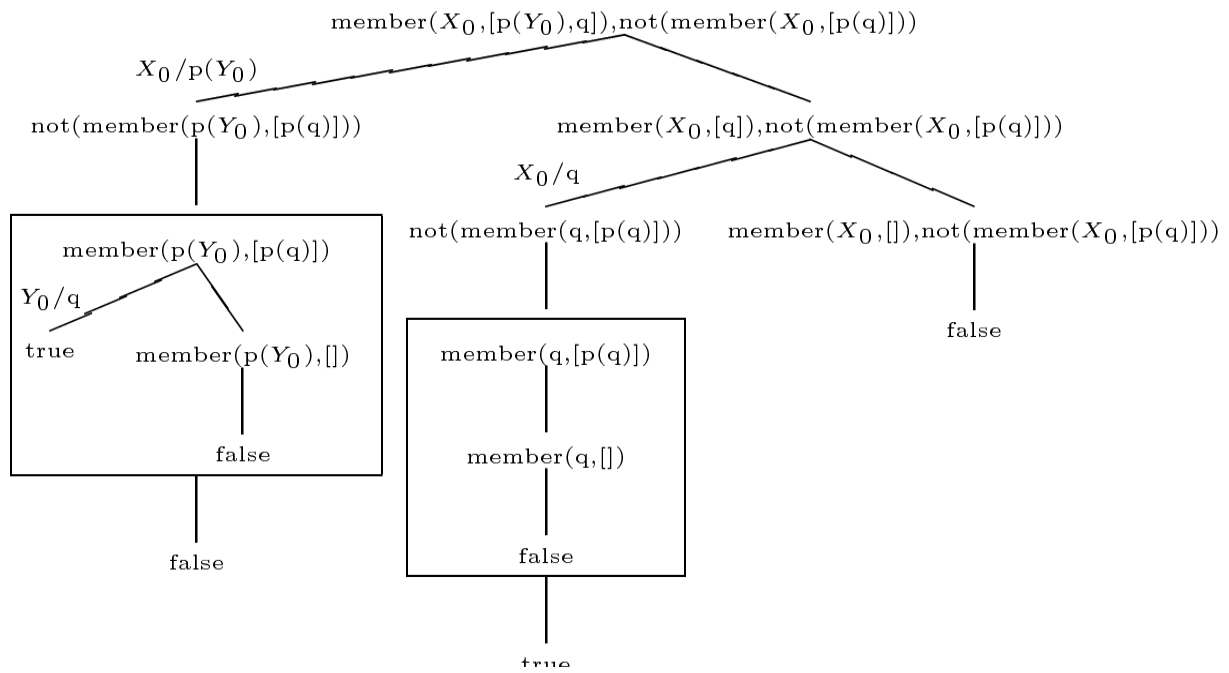 member(X₀,[p(Y₀),q]),not(member(X₀,[p(q)]))
X₀/p(Y₀)
not(member(p(Y₀),[p(q)]))
member(X₀,[q]),not(member(X₀,[p(q)]))
X₀/q
not(member(q,[p(q)]))
member(X₀,[]),not(member(X₀,[p(q)]))
member(p(Y₀),[p(q)])
Y₀/q
false
true
member(p(Y₀),[])
member(q,[p(q)])
false
member(q,[])
false
false
true